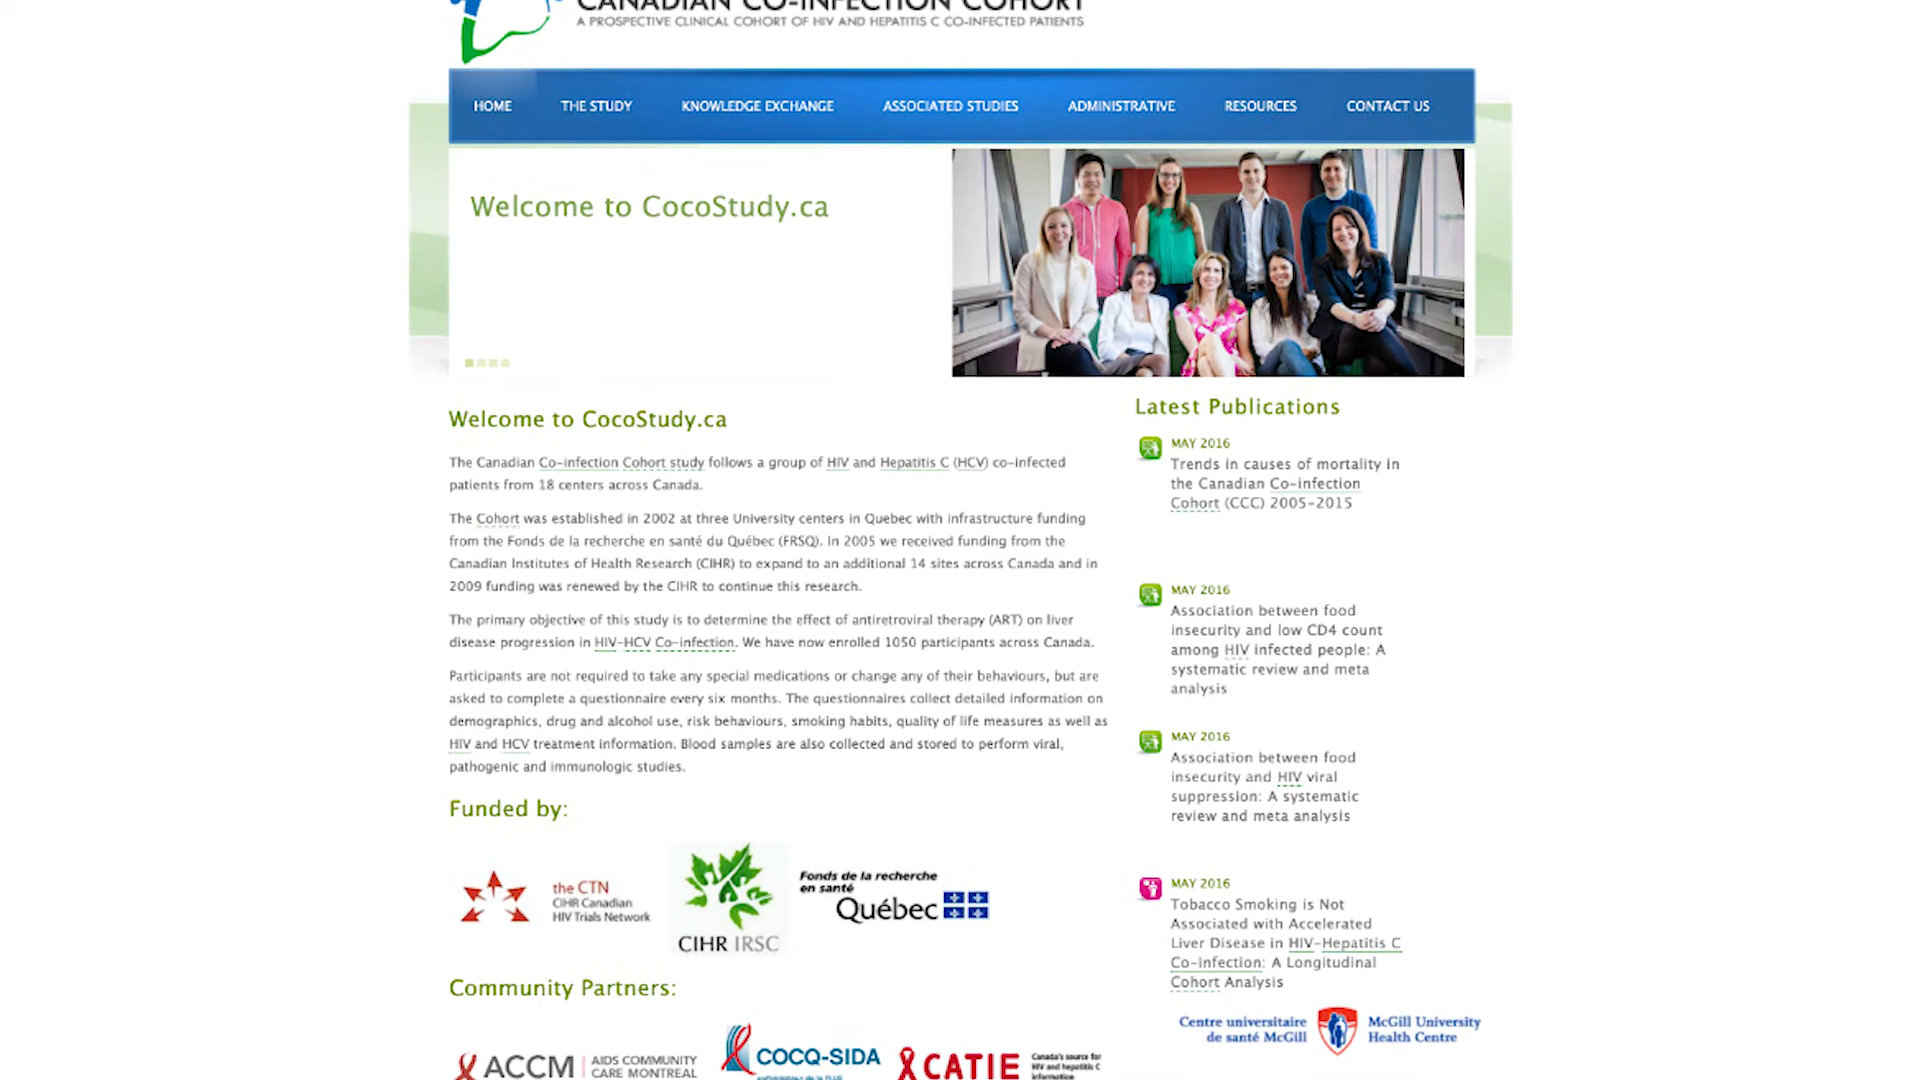 CANADIAN CO-INFECTION COHORT
A PROSPECTIVE CLINICAL COHORT OF HIV AND HEPATITIS C CO-INFECTED PATIENTS
HOME THE STUDY KNOWLEDGE EXCHANGE ASSOCIATED STUDIES ADMINISTRATIVE RESOURCES CONTACT US
Welcome to CocoStudy.ca
Welcome to CocoStudy.ca
The Canadian Co-infection Cohort study follows a group of HIV and Hepatitis C (HCV) co-infected
patients from 18 centers across Canada.
The Cohort was established in 2002 at three University centers in Quebec with infrastructure funding
from the Fonds de la recherche en santé du Québec (FRSQ). In 2005 we received funding from the
Canadian Institutes of Health Research (CIHR) to expand to an additional 14 sites across Canada and in
2009 funding was renewed by the CIHR to continue this research.
The primary objective of this study is to determine the effect of antiretroviral therapy (ART) on liver
disease progression in HIV-HCV Co-infection. We have now enrolled 1050 participants across Canada.
Participants are not required to take any special medications or change any of their behaviours, but are
asked to complete a questionnaire every six months. The questionnaires collect detailed information on
demographics, drug and alcohol use, risk behaviours, smoking habits, quality of life measures as well as
HIV and HCV treatment information. Blood samples are also collected and stored to perform viral,
pathogenic and immunologic studies.
Funded by:
the CTN
CIHR Canadian
HIV Trials Network
CIHR IRSC
Fonds de la recherche
en santé
Québec
Community Partners:
ACCM
AIDS COMMUNITY
CARE MONTREAL
COCQ-SIDA
CATIE
Canada's source for
HIV and hepatitis C
information
Latest Publications
MAY 2016
Trends in causes of mortality in
the Canadian Co-infection
Cohort (CCC) 2005-2015
MAY 2016
Association between food
insecurity and low CD4 count
among HIV infected people: A
systematic review and meta
analysis
MAY 2016
Association between food
insecurity and HIV viral
suppression: A systematic
review and meta analysis
MAY 2016
Tobacco Smoking is Not
Associated with Accelerated
Liver Disease in HIV-Hepatitis C
Co-infection: A Longitudinal
Cohort Analysis
Centre universitaire
de santé McGill
McGill University
Health Centre